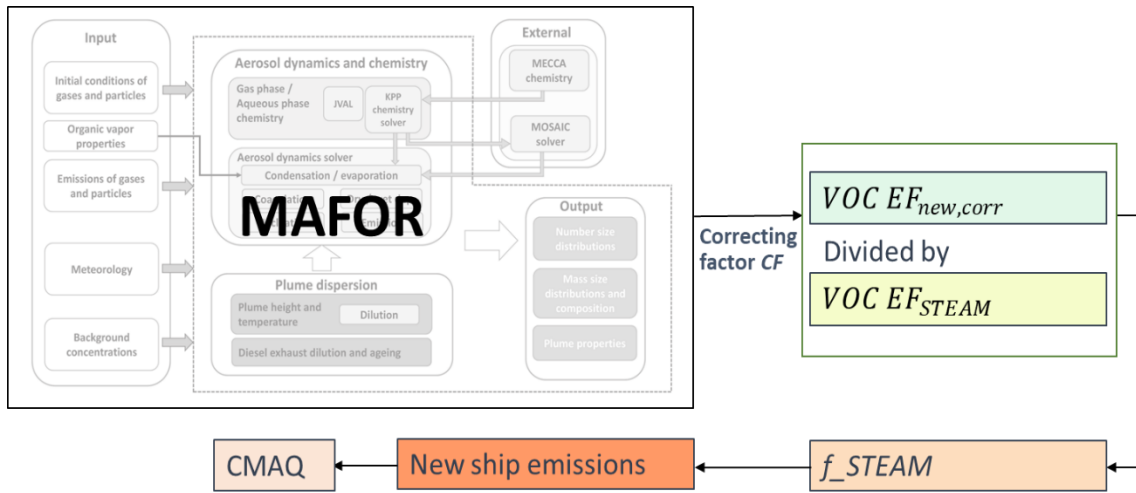 Input
Initial conditions of
gases and particles
Organic vapor
properties
Emissions of gases
and particles
Meteorology
Background
concentrations
Aerosol dynamics and chemistry
Gas phase /
Aqueous phase
chemistry
JVAL
KPP
chemistry
solver
Aerosol dynamics solver
Condensation / evaporation
MAFOR
Plume dispersion
Plume height and
temperature
Dilution
Diesel exhaust dilution and ageing
External
MECCA
chemistry
MOSAIC
solver
Output
Number size
distributions
Mass size
distributions and
composition
Plume properties
Correcting
factor CF
VOC EF_{new,corr}
Divided by
VOC EF_{STEAM}
f_STEAM
New ship emissions
CMAQ